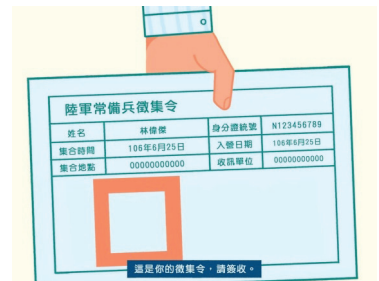 陸軍常備兵徵集令
姓名 林偉傑 身分證統號 N123456789
集合時間 106年6月25日 入營日期 106年6月25日
集合地點 00000000000 收訊單位 00000000000
這是你的徵集令，請簽收。